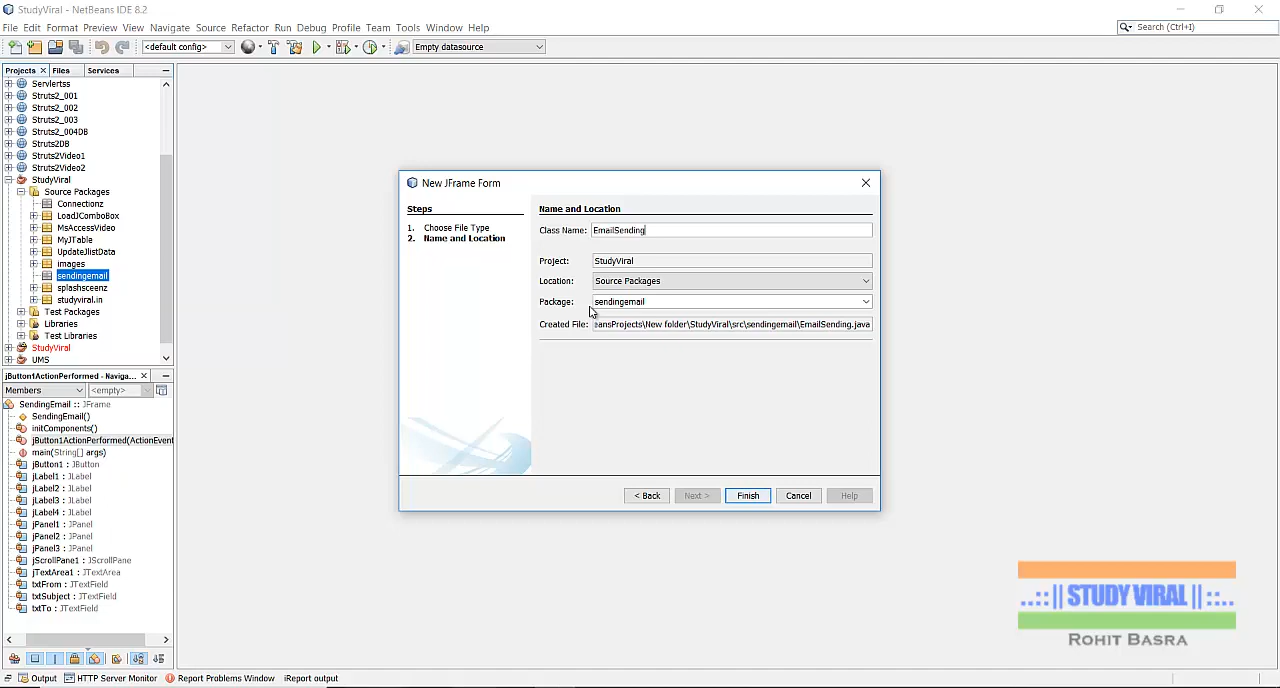 StudyViral - NetBeans IDE 8.2
File Edit Format Preview View Navigate Source Refactor Run Debug Profile Team Tools Window Help
Search (Ctrl+I)
<default config>
Empty datasource
Projects Files Services
Servlertss
Struts2_001
Struts2_002
Struts2_003
Struts2_004DB
Struts2DB
Struts2Video1
Struts2Video2
StudyViral
Source Packages
Connectionz
LoadJComboBox
MsAccessVideo
MyJTable
UpdateJlistData
images
sendingemail
splashsceenz
studyviral.in
Test Packages
Libraries
Test Libraries
StudyViral
UMS
jButton1ActionPerformed - Naviga...
Members <empty>
SendingEmail :: JFrame
SendingEmail()
initComponents()
jButton1ActionPerformed(ActionEvent
main(String[] args)
jButton1 : JButton
jLabel1 : JLabel
jLabel2 : JLabel
jLabel3 : JLabel
jLabel4 : JLabel
jPanel1 : JPanel
jPanel2 : JPanel
jPanel3 : JPanel
jScrollPane1 : JScrollPane
jTextArea1 : JTextArea
txtFrom : JTextField
txtSubject : JTextField
txtTo : JTextField
New JFrame Form
Steps
1. Choose File Type
2. Name and Location
Name and Location
Class Name: EmailSending
Project: StudyViral
Location: Source Packages
Package: sendingemail
Created File: eansProjects\New folder\StudyViral\src\sendingemail\EmailSending.java
< Back Next > Finish Cancel Help
..::|| STUDY VIRAL ||::..
ROHIT BASRA
Output HTTP Server Monitor Report Problems Window iReport output